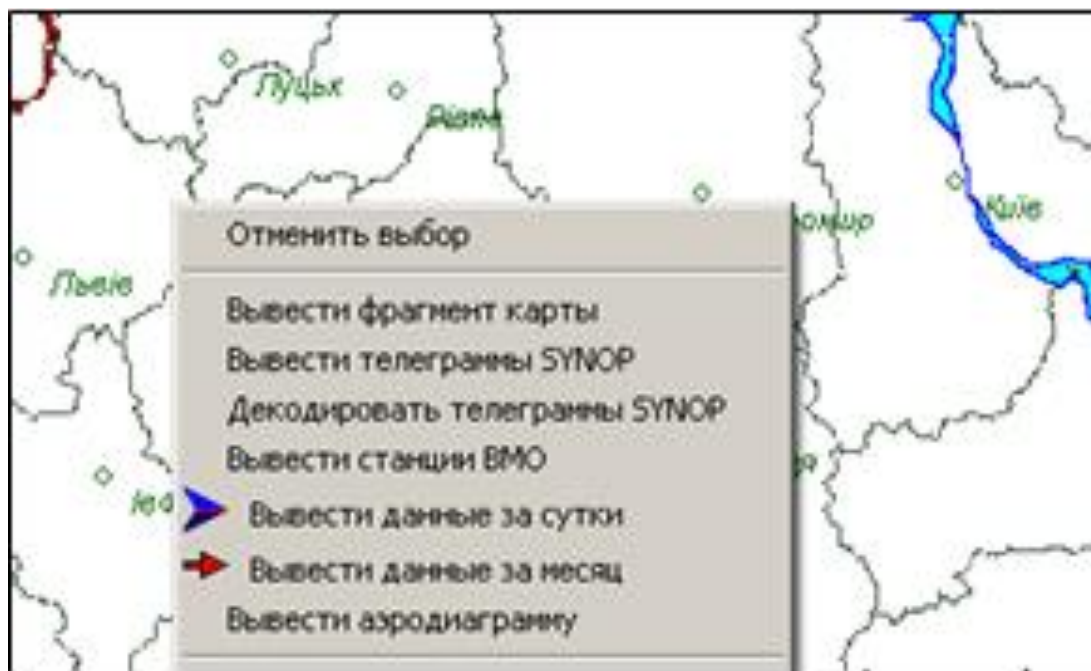 Луцьк
Рівне
Київ
Львів
Отменить выбор
Вывести фрагмент карты
Вывести телеграммы SYNOP
Декодировать телеграммы SYNOP
Вывести станции ВМО
Вывести данные за сутки
Вывести данные за месяц
Вывести аэродиаграмму